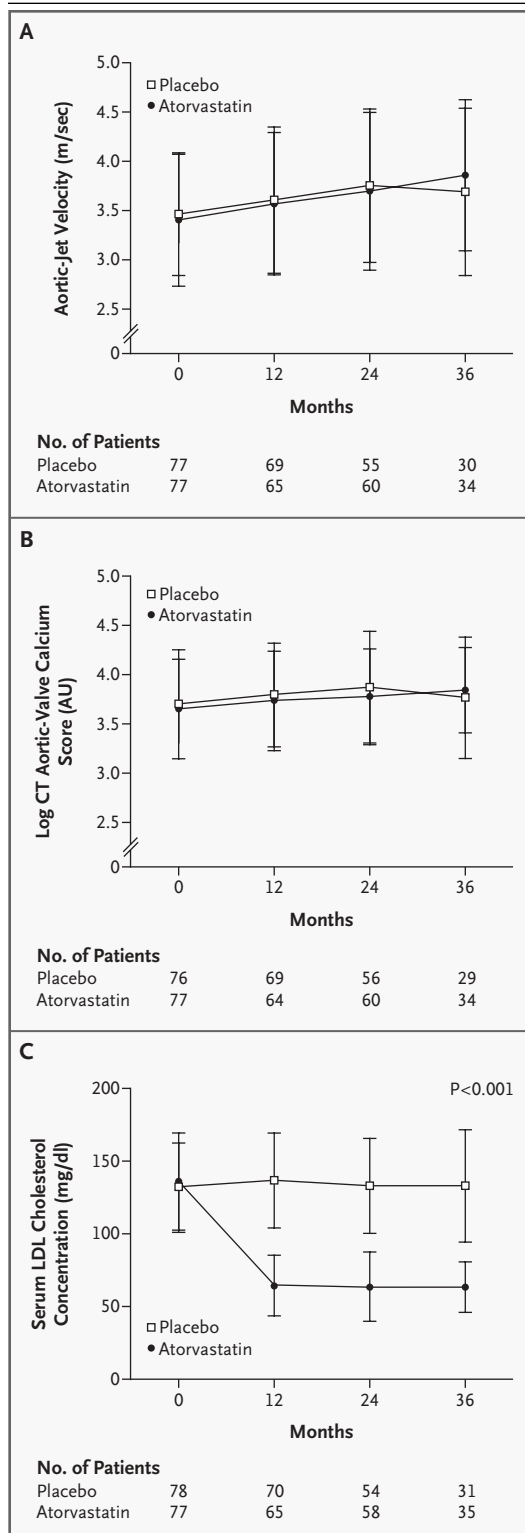 A
5.0
4.5
4.0
3.5
3.0
2.5
0
Aortic-Jet Velocity (m/sec)
Placebo
Atorvastatin
0 12 24 36
Months
No. of Patients
Placebo 77 69 55 30
Atorvastatin 77 65 60 34
B
5.0
4.5
4.0
3.5
3.0
2.5
0
Log CT Aortic-Valve Calcium
Score (AU)
Placebo
Atorvastatin
0 12 24 36
Months
No. of Patients
Placebo 76 69 56 29
Atorvastatin 77 64 60 34
C
200
150
100
50
0
Serum LDL Cholesterol
Concentration (mg/dl)
P<0.001
Placebo
Atorvastatin
0 12 24 36
Months
No. of Patients
Placebo 78 70 54 31
Atorvastatin 77 65 58 35